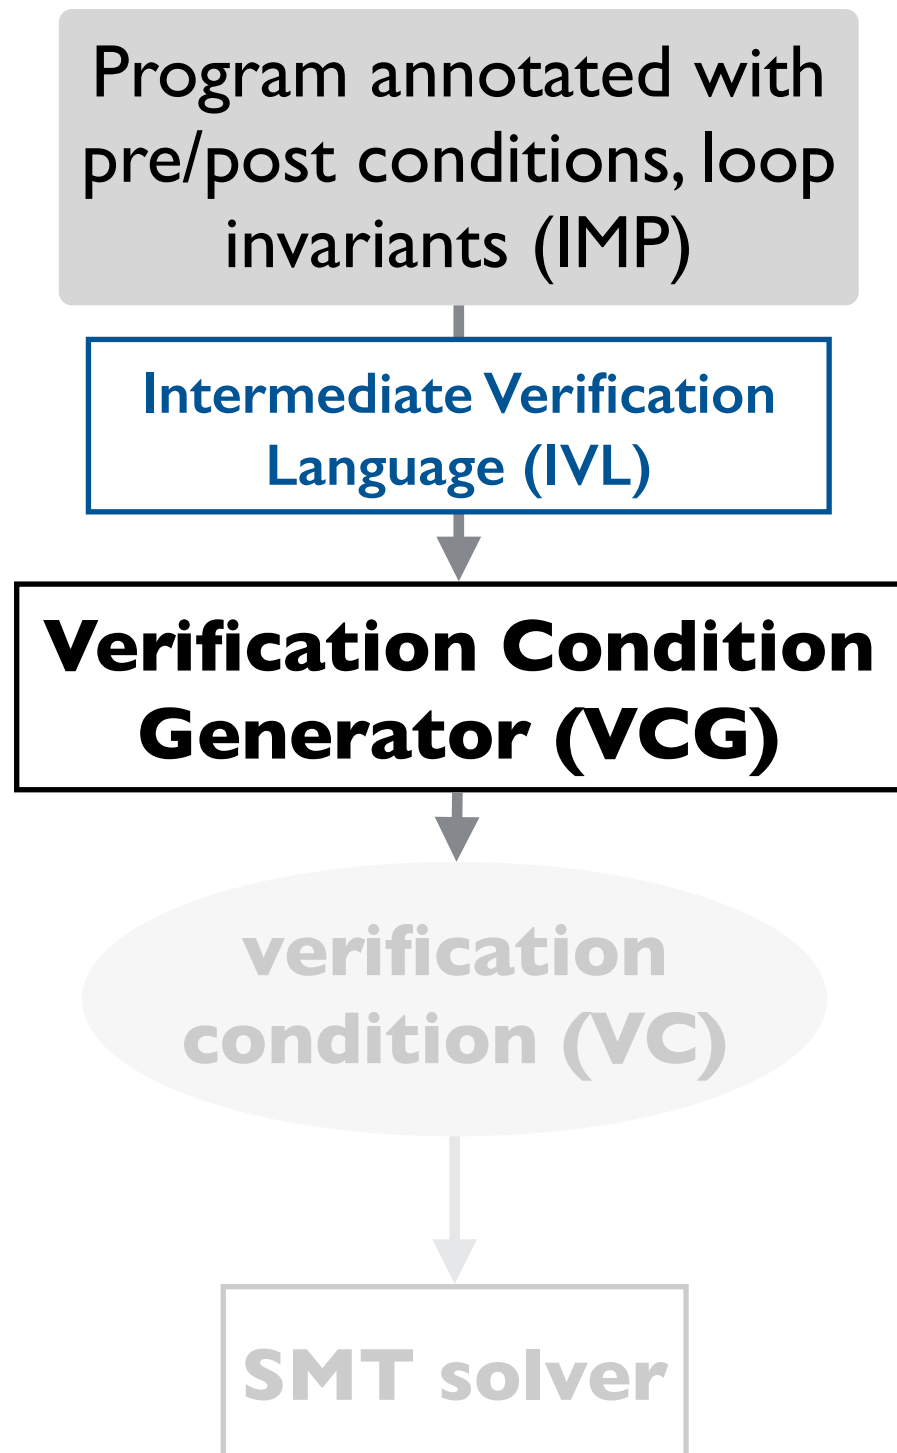 Program annotated with
pre/post conditions, loop
invariants (IMP)
Intermediate Verification
Language (IVL)
Verification Condition
Generator (VCG)
verification
condition (VC)
SMT solver